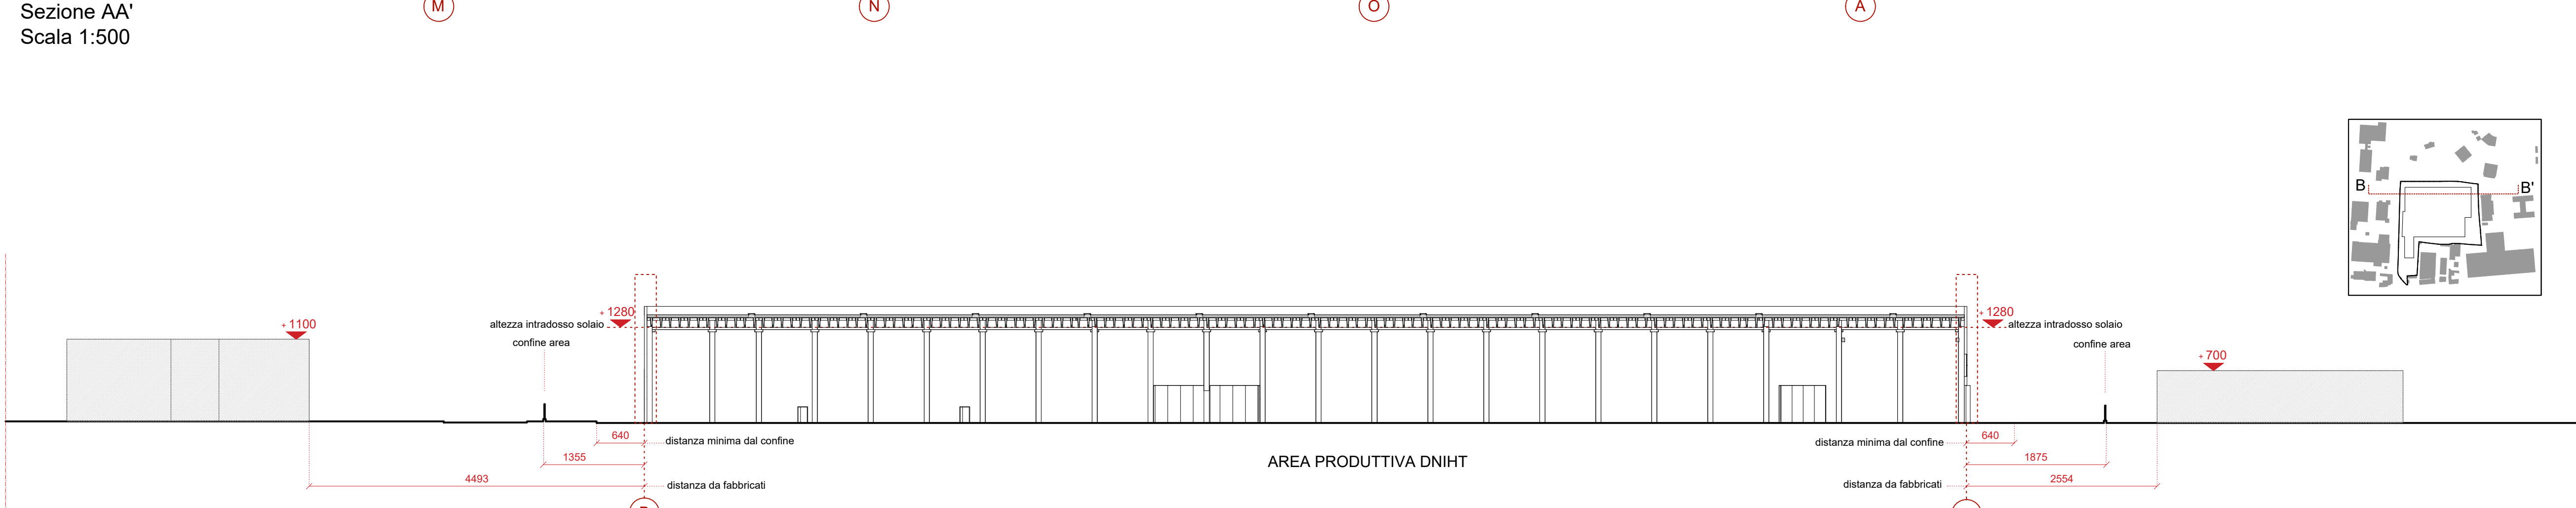 Sezione AA'
Scala 1:500
M
N
O
A
B
B'
+ 1100
altezza intradosso solaio
+ 1280
confine area
+ 1280
altezza intradosso solaio
confine area
+ 700
640
distanza minima dal confine
1355
4493
distanza da fabbricati
AREA PRODUTTIVA DNIHT
distanza minima dal confine
640
1875
distanza da fabbricati
2554